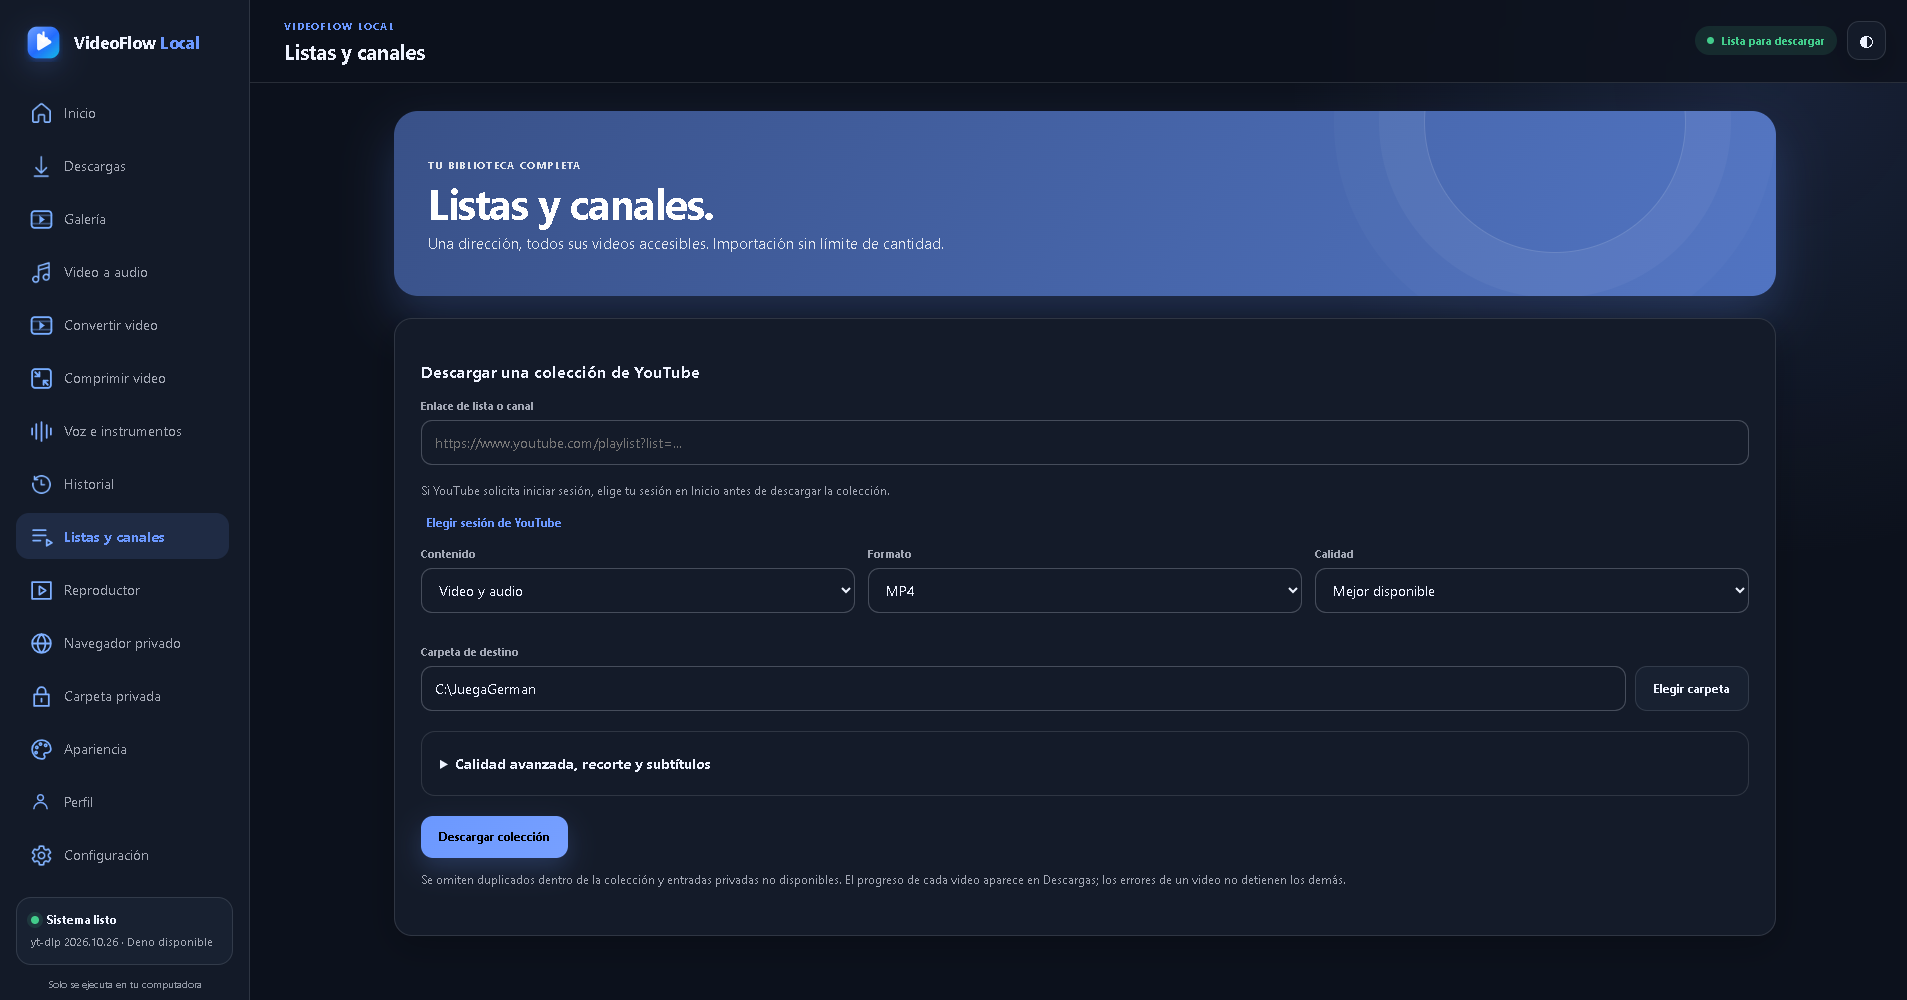 VideoFlow Local
Inicio
Descargas
Galería
Video a audio
Convertir video
Comprimir video
Voz e instrumentos
Historial
Listas y canales
Reproductor
Navegador privado
Carpeta privada
Apariencia
Perfil
Configuración
Sistema listo
yt-dlp 2026.10.26 · Deno disponible
Solo se ejecuta en tu computadora
VIDEOFLOW LOCAL
Listas y canales
Lista para descargar
TU BIBLIOTECA COMPLETA
Listas y canales.
Una dirección, todos sus videos accesibles. Importación sin límite de cantidad.
Descargar una colección de YouTube
Enlace de lista o canal
https://www.youtube.com/playlist?list=...
Si YouTube solicita iniciar sesión, elige tu sesión en Inicio antes de descargar la colección.
Elegir sesión de YouTube
Contenido
Video y audio
Formato
MP4
Calidad
Mejor disponible
Carpeta de destino
C:\JuegaGerman
Elegir carpeta
Calidad avanzada, recorte y subtítulos
Descargar colección
Se omiten duplicados dentro de la colección y entradas privadas no disponibles. El progreso de cada video aparece en Descargas; los errores de un video no detienen los demás.